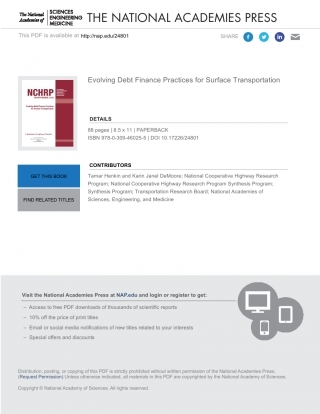 The National
Academies of
SCIENCES
ENGINEERING
MEDICINE
THE NATIONAL ACADEMIES PRESS
This PDF is available at http://nap.edu/24801
SHARE
Evolving Debt Finance Practices for Surface Transportation
NCHRP
DETAILS
88 pages | 8.5 x 11 | PAPERBACK
ISBN 978-0-309-46025-5 | DOI 10.17226/24801
CONTRIBUTORS
GET THIS BOOK
FIND RELATED TITLES
Tamar Henkin and Karin Janel DeMoors; National Cooperative Highway Research
Program; National Cooperative Highway Research Program Synthesis Program;
Synthesis Program; Transportation Research Board; National Academies of
Sciences, Engineering, and Medicine
Visit the National Academies Press at NAP.edu and login or register to get:
– Access to free PDF downloads of thousands of scientific reports
– 10% off the price of print titles
– Email or social media notifications of new titles related to your interests
– Special offers and discounts
Distribution, posting, or copying of this PDF is strictly prohibited without written permission of the National Academies Press.
(Request Permission) Unless otherwise indicated, all materials in this PDF are copyrighted by the National Academy of Sciences.
Copyright © National Academy of Sciences. All rights reserved.